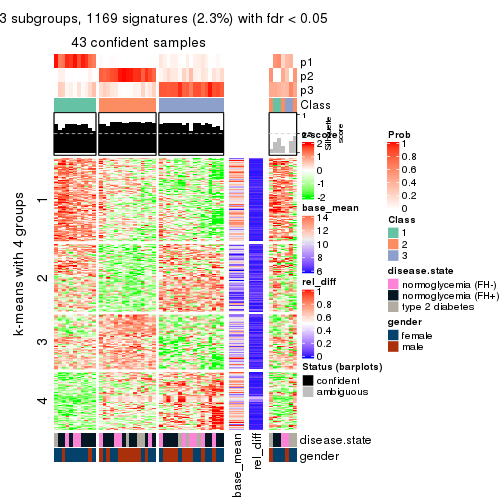 3 subgroups, 1169 signatures (2.3%) with fdr < 0.05
43 confident samples
p1
p2
p3
Class
1
Silhouette
score
k-means with 4 groups
1
2
3
4
z-score
2
1
0
-1
-2
base_mean
14
12
10
8
6
rel_diff
1
0.8
0.6
0.4
0.2
0
Status (barplots)
confident
ambiguous
Prob
1
0.8
0.6
0.4
0.2
0
Class
1
2
3
disease.state
normoglycemia (FH-)
normoglycemia (FH+)
type 2 diabetes
gender
female
male
disease.state
gender
base_mean
rel_diff